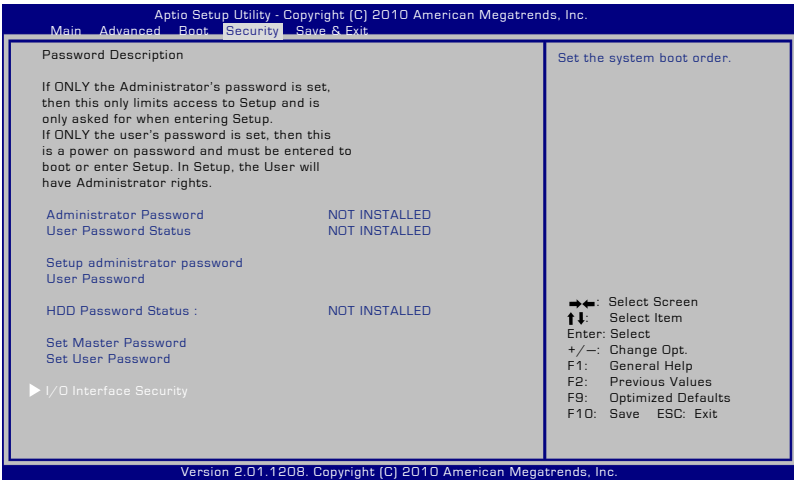 Aptio Setup Utility - Copyright (C) 2010 American Megatrends, Inc.
Main Advanced Boot Security Save & Exit
Password Description
If ONLY the Administrator's password is set,
then this only limits access to Setup and is
only asked for when entering Setup.
If ONLY the user's password is set, then this
is a power on password and must be entered to
boot or enter Setup. In Setup, the User will
have Administrator rights.
Administrator Password NOT INSTALLED
User Password Status NOT INSTALLED
Setup administrator password
User Password
HDD Password Status : NOT INSTALLED
Set Master Password
Set User Password
▶ I/O Interface Security
Set the system boot order.
→←: Select Screen
↑↓: Select Item
Enter: Select
+/—: Change Opt.
F1: General Help
F2: Previous Values
F9: Optimized Defaults
F10: Save ESC: Exit
Version 2.01.1208. Copyright (C) 2010 American Megatrends, Inc.